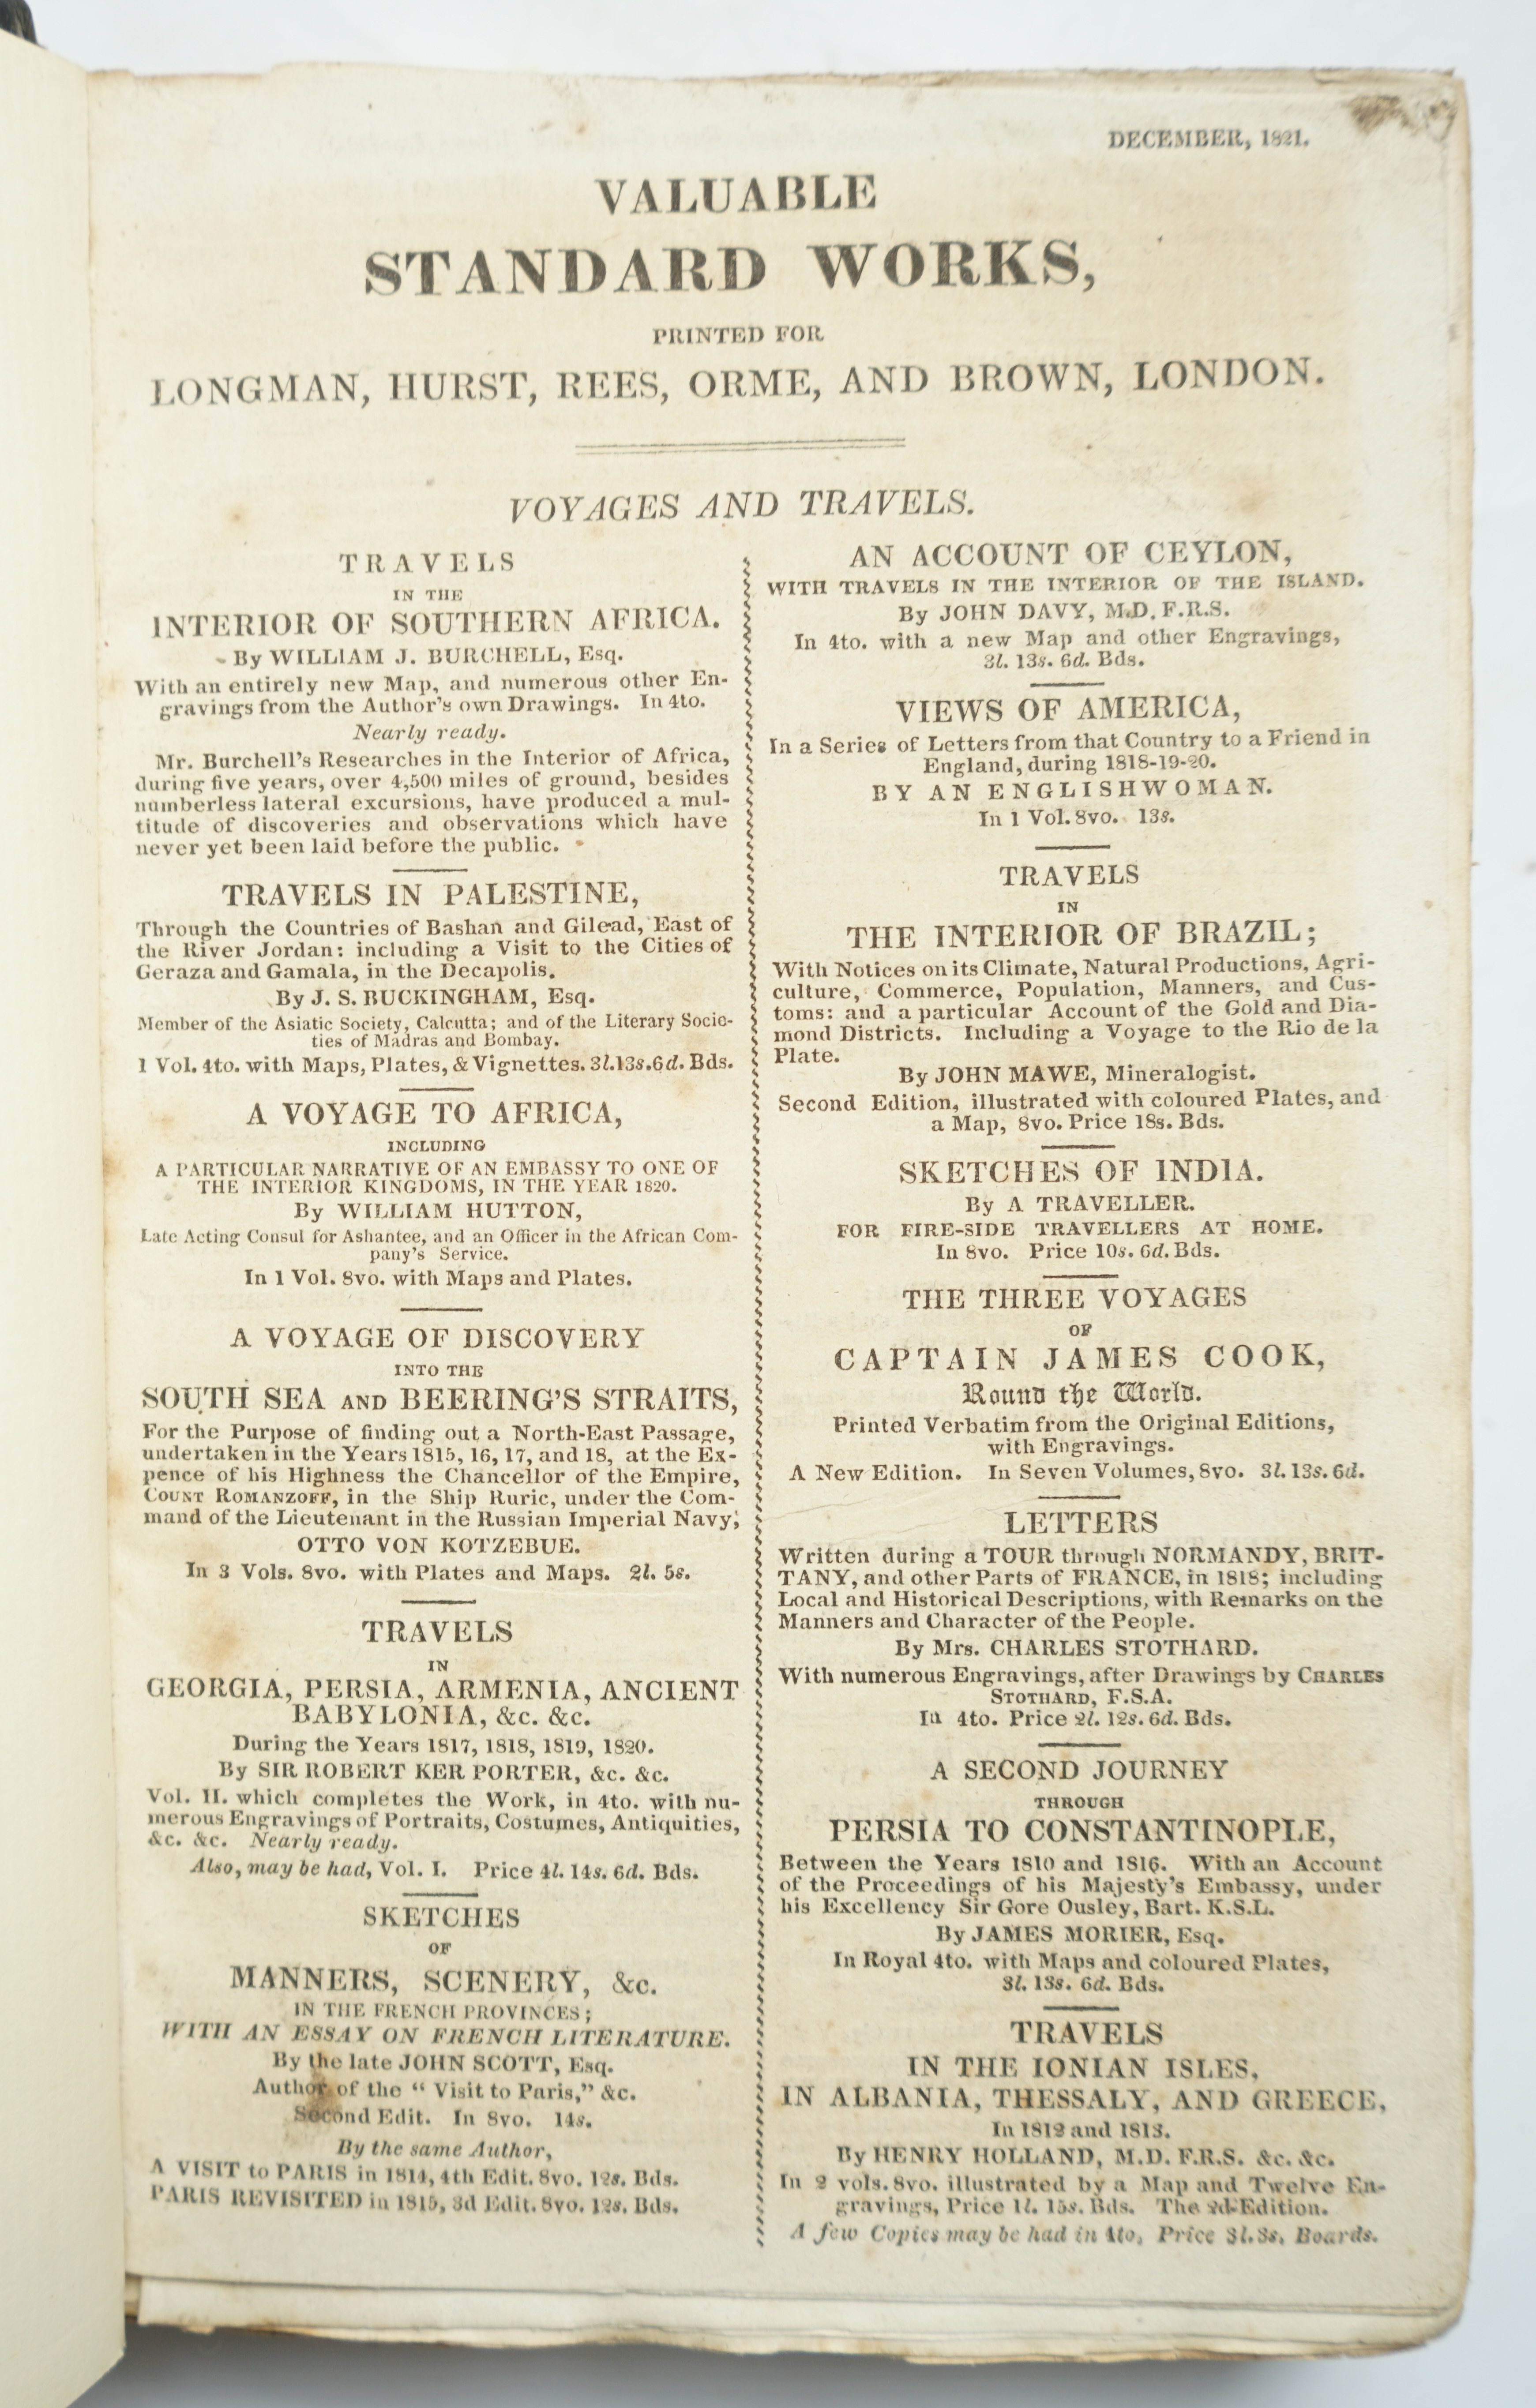 DECEMBER, 1821.
VALUABLE
STANDARD WORKS,
PRINTED FOR
LONGMAN, HURST, REES, ORME, AND BROWN, LONDON.
VOYAGES AND TRAVELS.
TRAVELS
IN THE
INTERIOR OF SOUTHERN AFRICA.
By WILLIAM J. BURCHELL, Esq.
With an entirely new Map, and numerous other En-
gravings from the Author's own Drawings. In 4to.
Nearly ready.
Mr. Burchell's Researches in the Interior of Africa,
during five years, over 4,500 miles of ground, besides
numberless lateral excursions, have produced a mul-
titude of discoveries and observations which have
never yet been laid before the public.
TRAVELS IN PALESTINE,
Through the Countries of Bashan and Gilead, East of
the River Jordan: including a Visit to the Cities of
Geraza and Gamala, in the Decapolis.
By J. S. BUCKINGHAM, Esq.
Member of the Asiatic Society, Calcutta; and of the Literary Socie-
ties of Madras and Bombay.
1 Vol. 4to. with Maps, Plates, & Vignettes. 3l. 13s. 6d. Bds.
A VOYAGE TO AFRICA,
INCLUDING
A PARTICULAR NARRATIVE OF AN EMBASSY TO ONE OF
THE INTERIOR KINGDOMS, IN THE YEAR 1820.
By WILLIAM HUTTON,
Late Acting Consul for Ashantee, and an Officer in the African Com-
pany's Service.
In 1 Vol. 8vo. with Maps and Plates.
A VOYAGE OF DISCOVERY
INTO THE
SOUTH SEA AND BEERING'S STRAITS,
For the Purpose of finding out a North-East Passage,
undertaken in the Years 1815, 16, 17, and 18, at the Ex-
pence of his Highness the Chancellor of the Empire,
COUNT ROMANZOFF, in the Ship Ruric, under the Com-
mand of the Lieutenant in the Russian Imperial Navy,
OTTO VON KOTZEBUE.
In 3 Vols. 8vo. with Plates and Maps. 2l. 5s.
TRAVELS
IN
GEORGIA, PERSIA, ARMENIA, ANCIENT
BABYLONIA, &c. &c.
During the Years 1817, 1818, 1819, 1820.
By SIR ROBERT KER PORTER, &c. &c.
Vol. II. which completes the Work, in 4to. with nu-
merous Engravings of Portraits, Costumes, Antiquities,
&c. &c. Nearly ready.
Also, may be had, Vol. I. Price 4l. 14s. 6d. Bds.
SKETCHES
OF
MANNERS, SCENERY, &c.
IN THE FRENCH PROVINCES;
WITH AN ESSAY ON FRENCH LITERATURE.
By the late JOHN SCOTT, Esq.
Author of the "Visit to Paris," &c.
Second Edit. In 8vo. 14s.
By the same Author,
A VISIT to PARIS in 1814, 4th Edit. 8vo. 12s. Bds.
PARIS REVISITED in 1815, 3d Edit. 8vo. 12s. Bds.
AN ACCOUNT OF CEYLON,
WITH TRAVELS IN THE INTERIOR OF THE ISLAND.
By JOHN DAVY, M.D. F.R.S.
In 4to. with a new Map and other Engravings,
3l. 13s. 6d. Bds.
VIEWS OF AMERICA,
In a Series of Letters from that Country to a Friend in
England, during 1818-19-20.
BY AN ENGLISHWOMAN.
In 1 Vol. 8vo. 13s.
TRAVELS
IN
THE INTERIOR OF BRAZIL;
With Notices on its Climate, Natural Productions, Agri-
culture, Commerce, Population, Manners, and Cus-
toms: and a particular Account of the Gold and Dia-
mond Districts. Including a Voyage to the Rio de la
Plate.
By JOHN MAWE, Mineralogist.
Second Edition, illustrated with coloured Plates, and
a Map, 8vo. Price 18s. Bds.
SKETCHES OF INDIA.
By A TRAVELLER.
FOR FIRE-SIDE TRAVELLERS AT HOME.
In 8vo. Price 10s. 6d. Bds.
THE THREE VOYAGES
OF
CAPTAIN JAMES COOK,
Round the World.
Printed Verbatim from the Original Editions,
with Engravings.
A New Edition. In Seven Volumes, 8vo. 3l. 13s. 6d.
LETTERS
Written during a TOUR through NORMANDY, BRIT-
TANY, and other Parts of FRANCE, in 1818; including
Local and Historical Descriptions, with Remarks on the
Manners and Character of the People.
By Mrs. CHARLES STOTHARD.
With numerous Engravings, after Drawings by CHARLES
STOTHARD, F.S.A.
In 4to. Price 2l. 12s. 6d. Bds.
A SECOND JOURNEY
THROUGH
PERSIA TO CONSTANTINOPLE,
Between the Years 1810 and 1816. With an Account
of the Proceedings of his Majesty's Embassy, under
his Excellency Sir Gore Ousley, Bart. K.S.L.
By JAMES MORIER, Esq.
In Royal 4to. with Maps and coloured Plates,
3l. 13s. 6d. Bds.
TRAVELS
IN THE IONIAN ISLES,
IN ALBANIA, THESSALY, AND GREECE,
In 1812 and 1813.
By HENRY HOLLAND, M.D. F.R.S. &c. &c.
In 2 vols. 8vo. illustrated by a Map and Twelve En-
gravings, Price 1l. 15s. Bds. The 2d Edition.
A few Copies may be had in 4to, Price 3l. 3s. Boards.